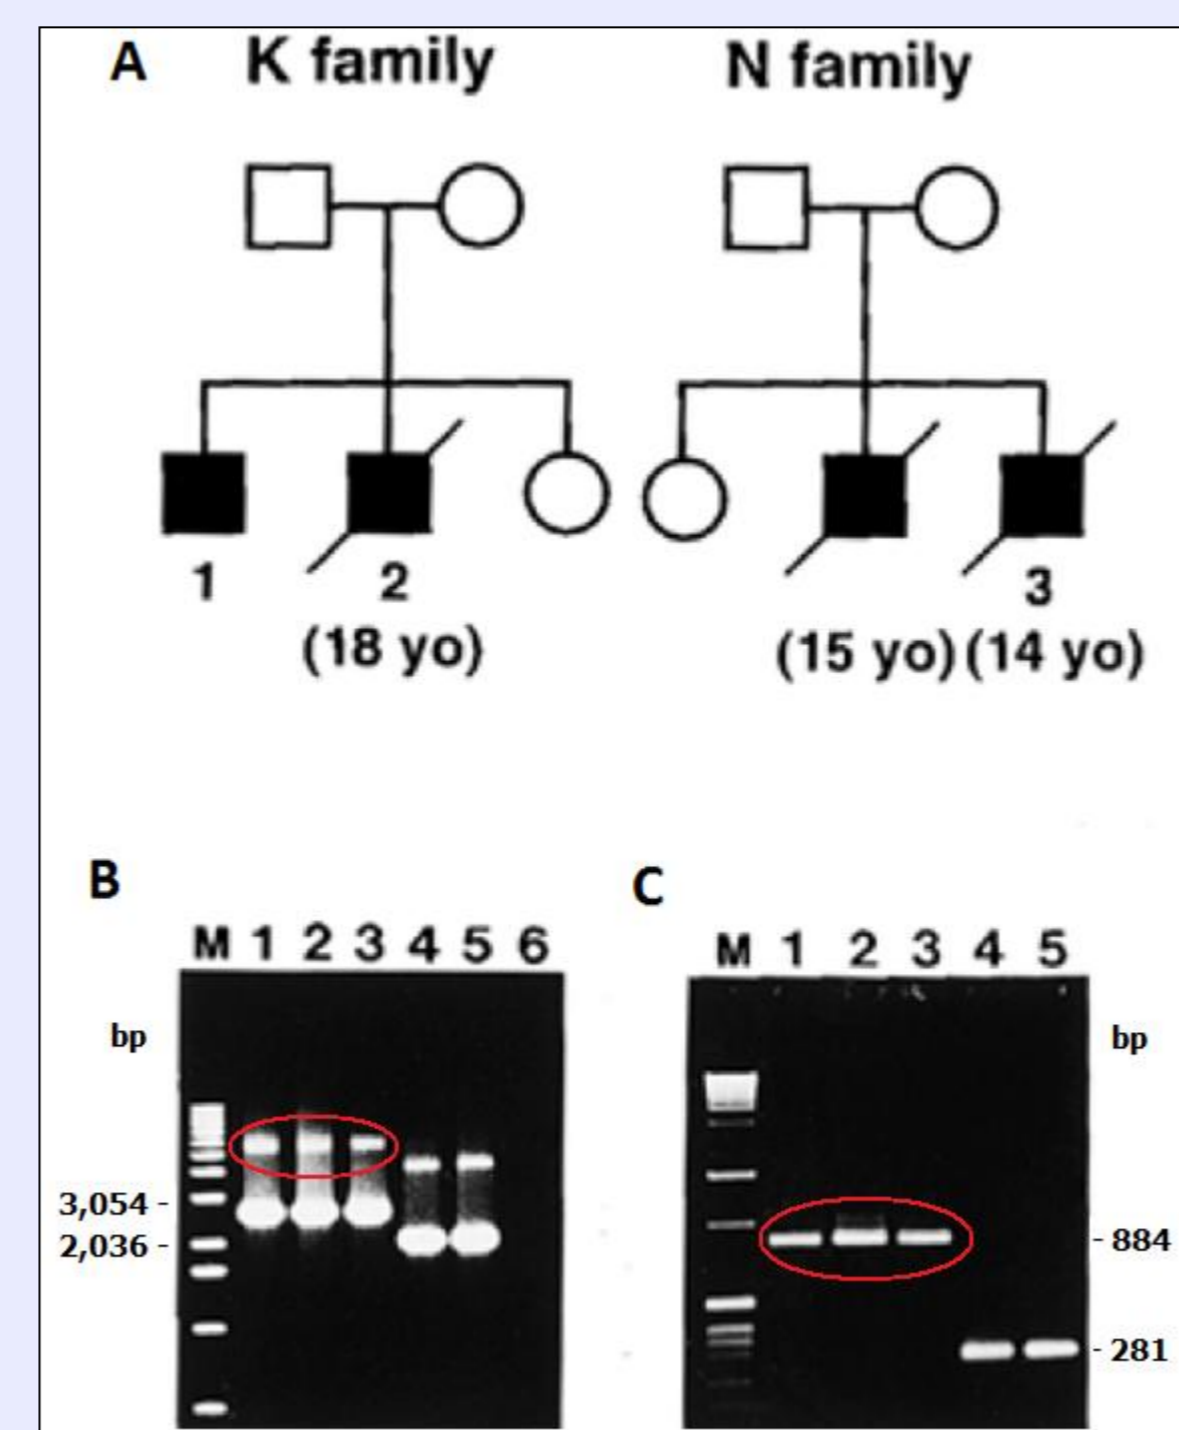 A K family N family
1 2 3
(18 yo) (15 yo) (14 yo)
B C
M 1 2 3 4 5 6 M 1 2 3 4 5
bp bp
3,054 -
2,036 - - 884
- 281